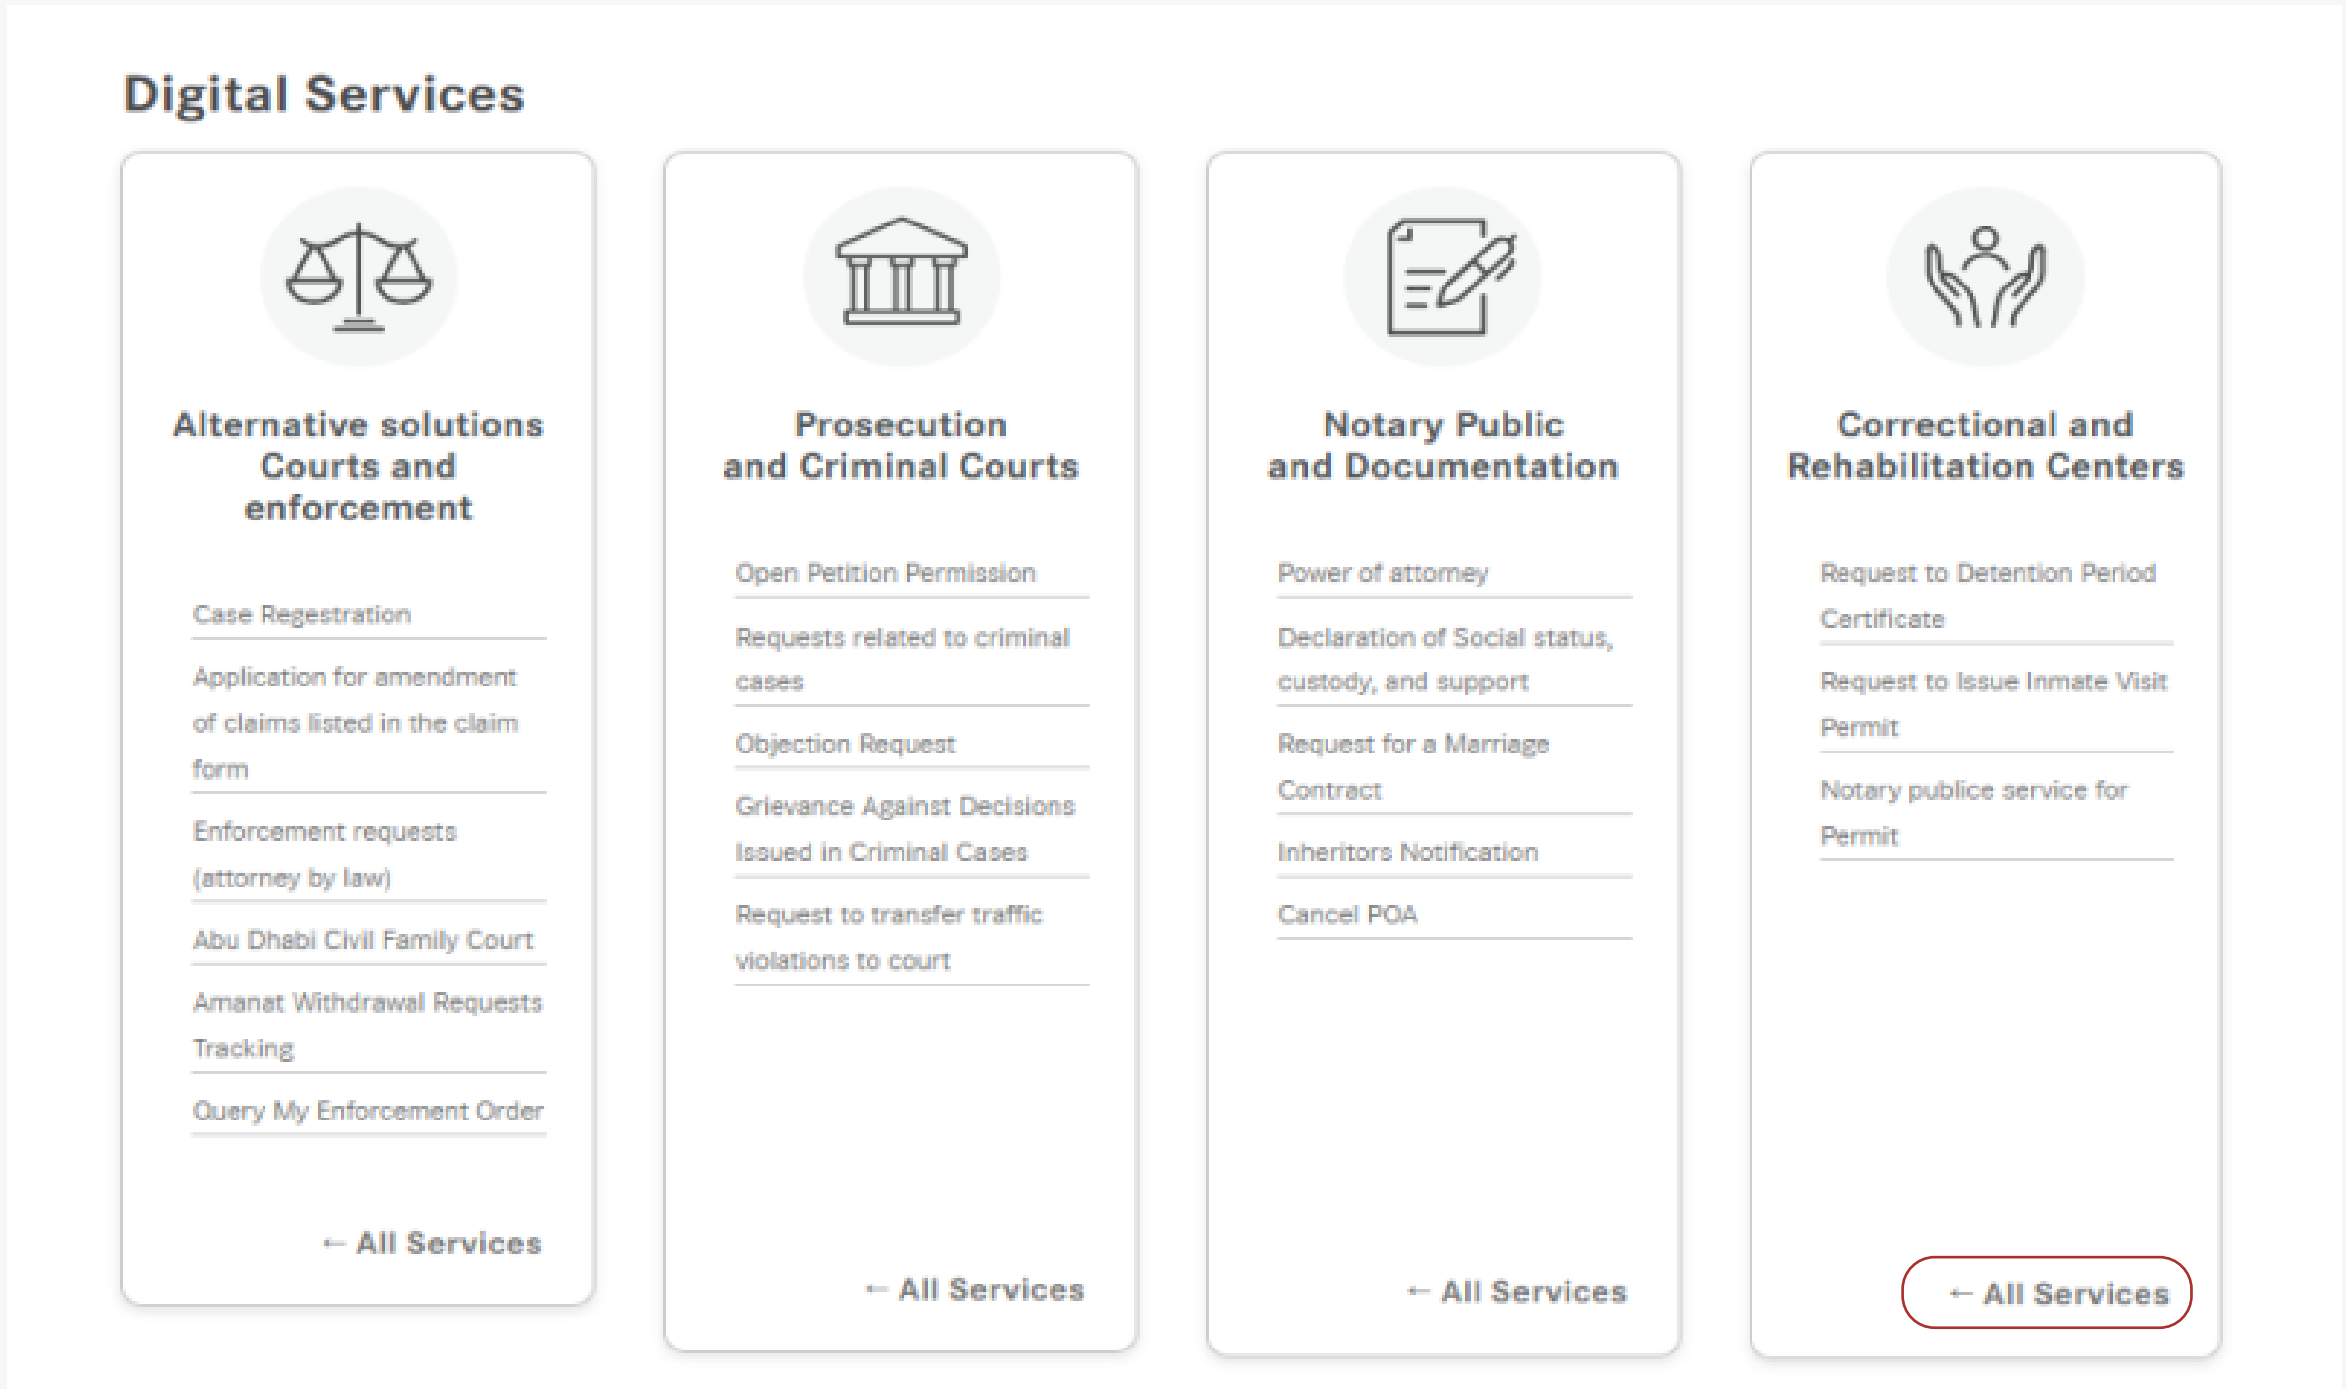 Digital Services
Alternative solutions
Courts and
enforcement
Case Regestration
Application for amendment
of claims listed in the claim
form
Enforcement requests
(attorney by law)
Abu Dhabi Civil Family Court
Amanat Withdrawal Requests
Tracking
Query My Enforcement Order
← All Services
Prosecution
and Criminal Courts
Open Petition Permission
Requests related to criminal
cases
Objection Request
Grievance Against Decisions
Issued in Criminal Cases
Request to transfer traffic
violations to court
← All Services
Notary Public
and Documentation
Power of attorney
Declaration of Social status,
custody, and support
Request for a Marriage
Contract
Inheritors Notification
Cancel POA
← All Services
Correctional and
Rehabilitation Centers
Request to Detention Period
Certificate
Request to Issue Inmate Visit
Permit
Notary publice service for
Permit
← All Services